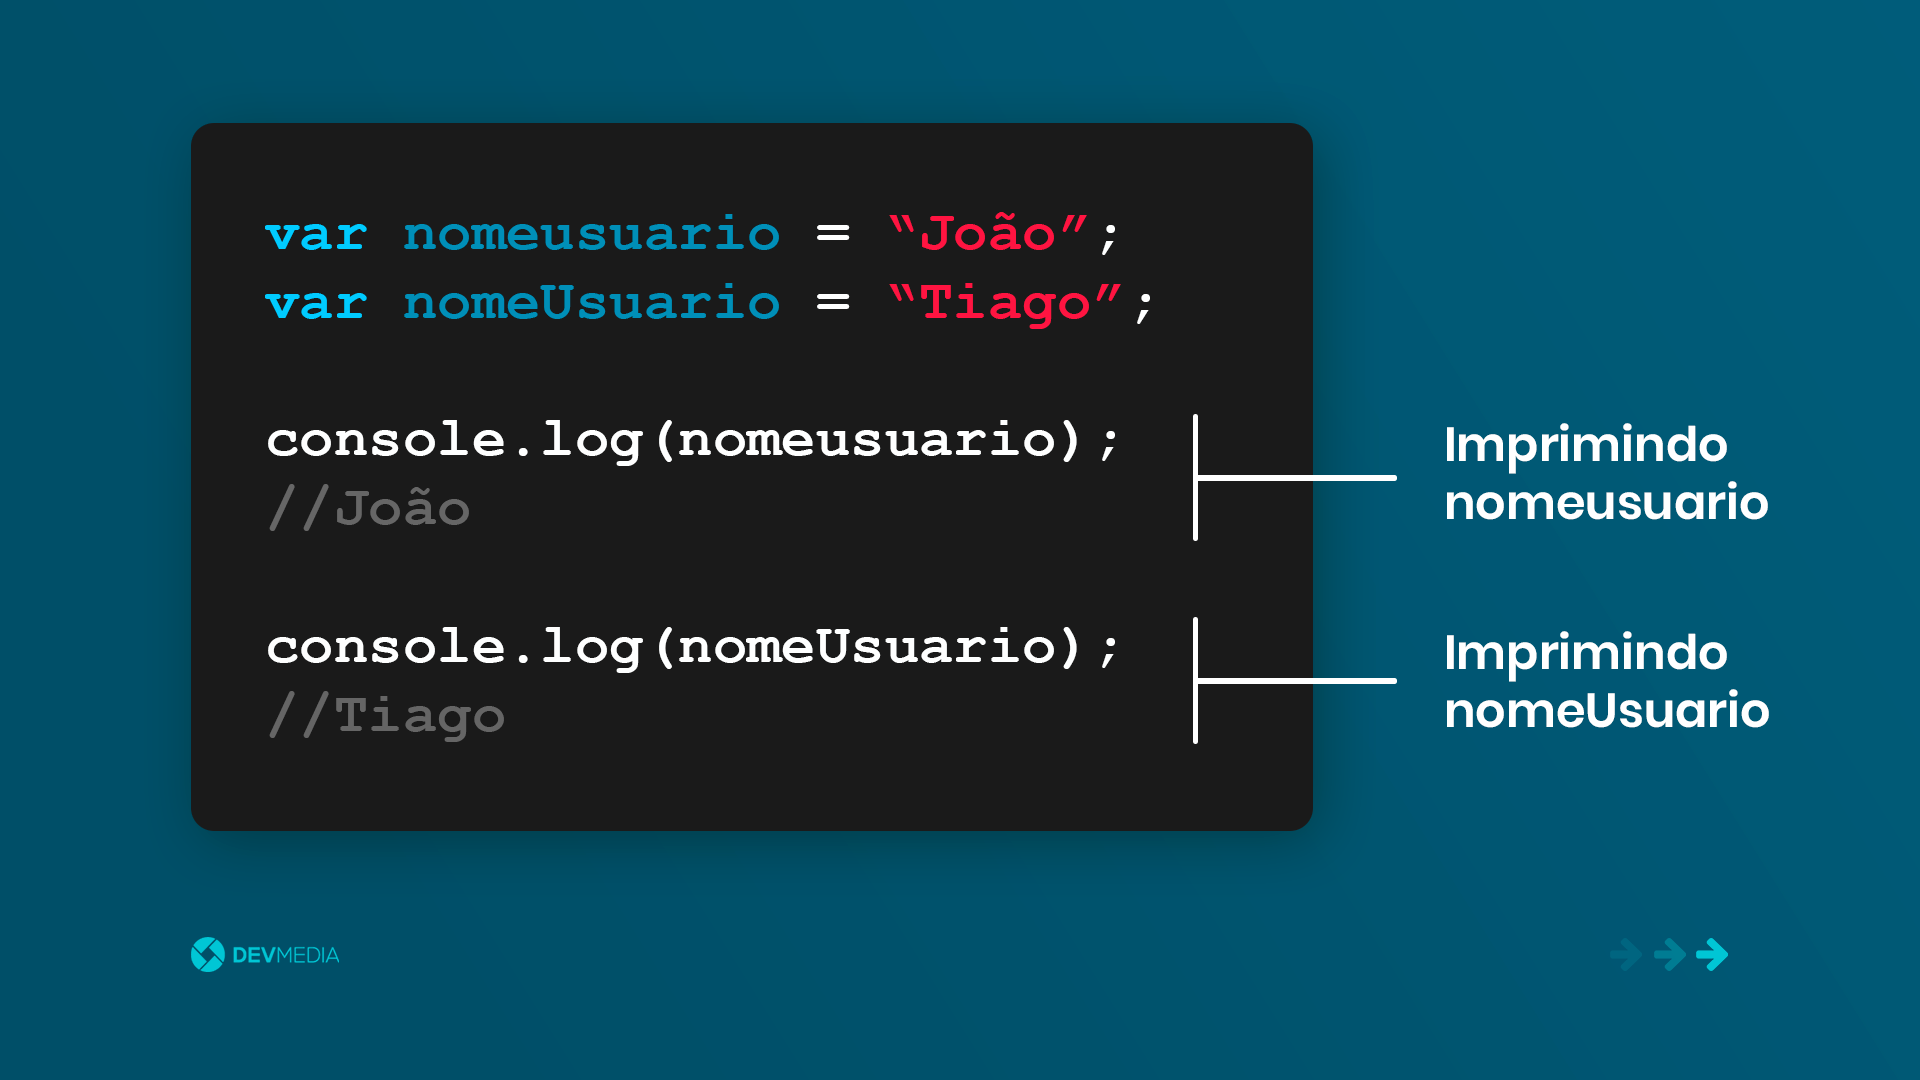 var nomeusuario = “João”;
var nomeUsuario = “Tiago”;
console.log(nomeusuario);
//João
console.log(nomeUsuario);
//Tiago
Imprimindo
nomeusuario
Imprimindo
nomeUsuario
DEVMEDIA